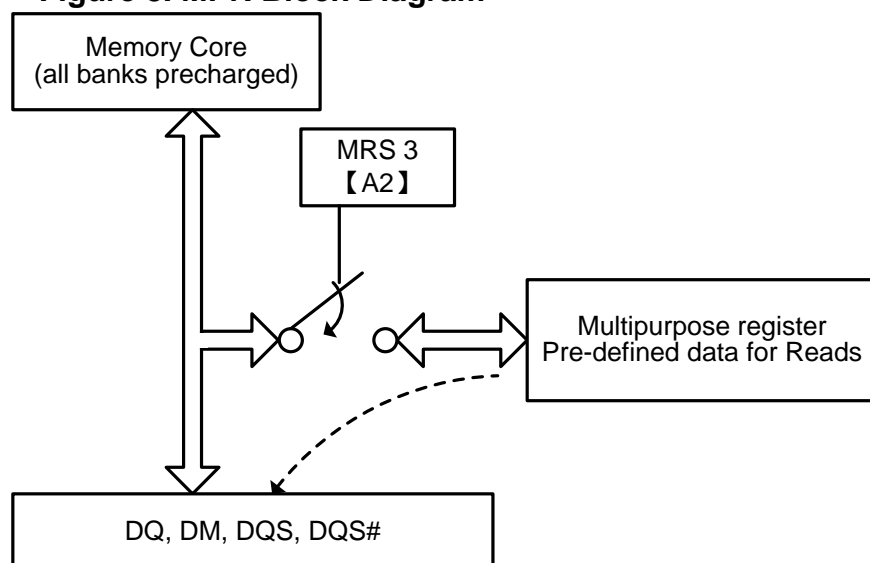 Memory Core
(all banks precharged)
MRS 3
【A2】
Multipurpose register
Pre-defined data for Reads
DQ, DM, DQS, DQS#